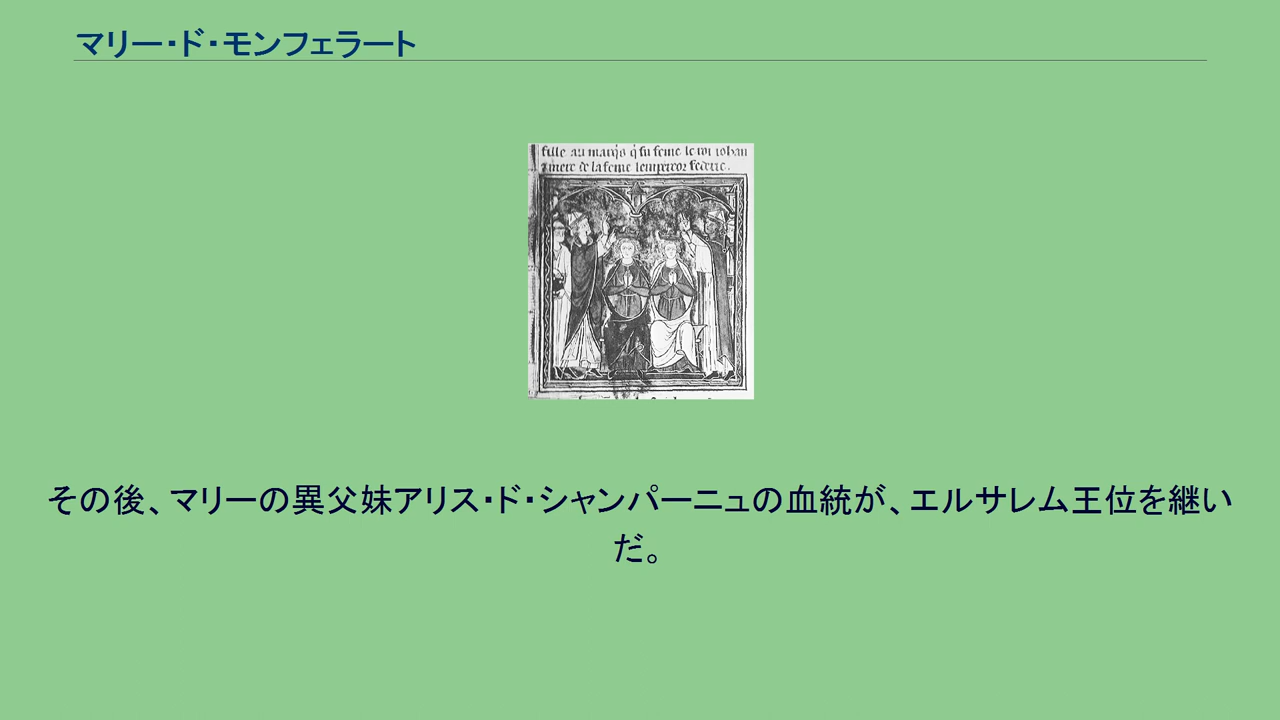 マリー・ド・モンフェラート
fille au marq̃s q̃ fu feme le roi iohan
⁊ mere de la feme lempereor federic.
その後、マリーの異父妹アリス・ド・シャンパーニュの血統が、エルサレム王位を継い
だ。